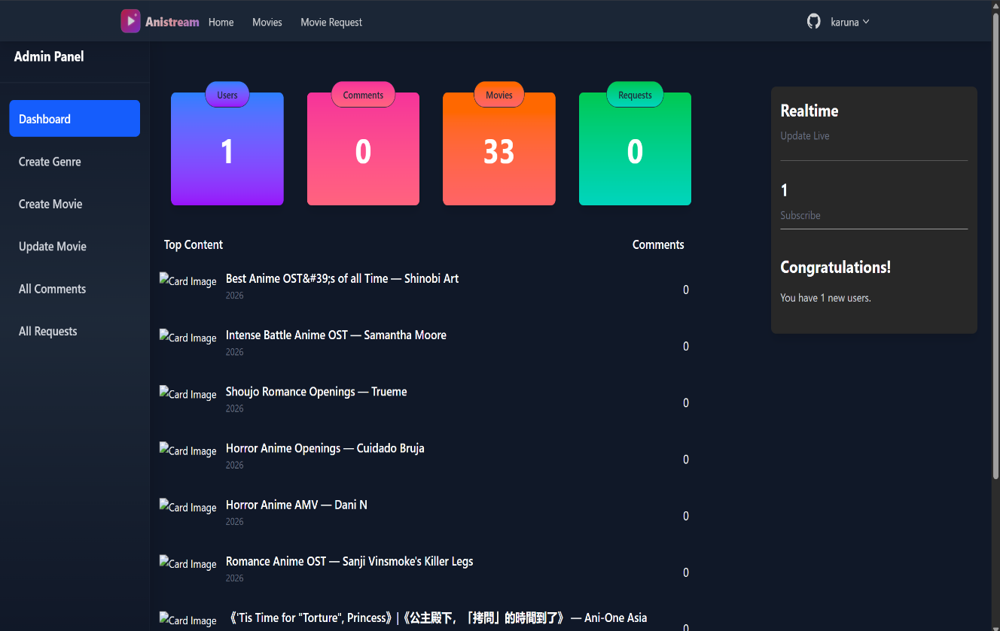 Anistream Home Movies Movie Request karuna
Admin Panel
Dashboard
Create Genre
Create Movie
Update Movie
All Comments
All Requests
Users
1
Comments
0
Movies
33
Requests
0
Top Content Comments
Card Image Best Anime OST&#39;s of all Time — Shinobi Art
2026
0
Card Image Intense Battle Anime OST — Samantha Moore
2026
0
Card Image Shoujo Romance Openings — Trueme
2026
0
Card Image Horror Anime Openings — Cuidado Bruja
2026
0
Card Image Horror Anime AMV — Dani N
2026
0
Card Image Romance Anime OST — Sanji Vinsmoke's Killer Legs
2026
0
Card Image 《'Tis Time for "Torture", Princess》|《公主殿下，「拷問」的時間到了》 — Ani-One Asia
0
Realtime
Update Live
1
Subscribe
Congratulations!
You have 1 new users.